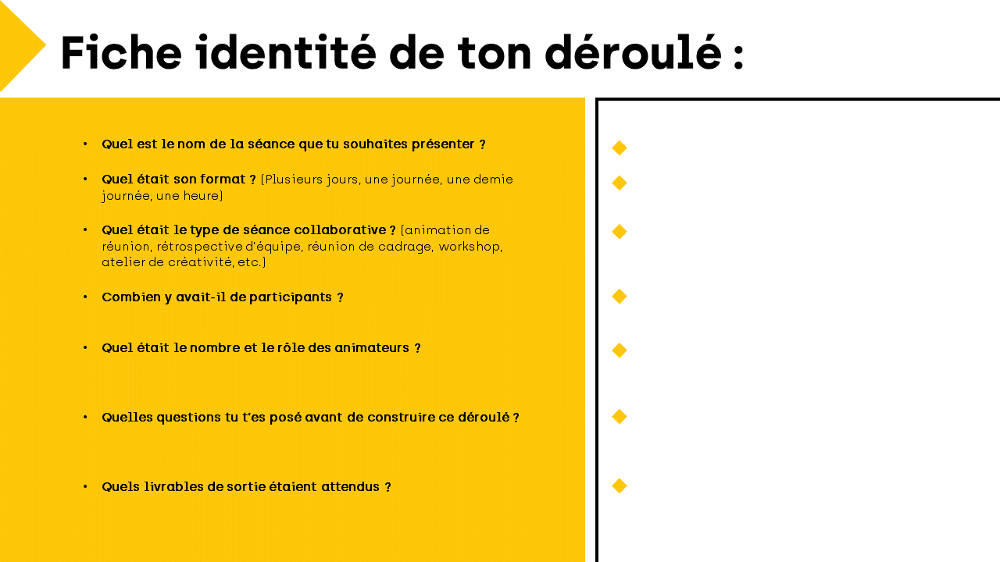 Fiche identité de ton déroulé :
• Quel est le nom de la séance que tu souhaites présenter ?
• Quel était son format ? (Plusieurs jours, une journée, une demie
journée, une heure)
• Quel était le type de séance collaborative ? (animation de
réunion, rétrospective d'équipe, réunion de cadrage, workshop,
atelier de créativité, etc.)
• Combien y avait-il de participants ?
• Quel était le nombre et le rôle des animateurs ?
• Quelles questions tu t'es posé avant de construire ce déroulé ?
• Quels livrables de sortie étaient attendus ?